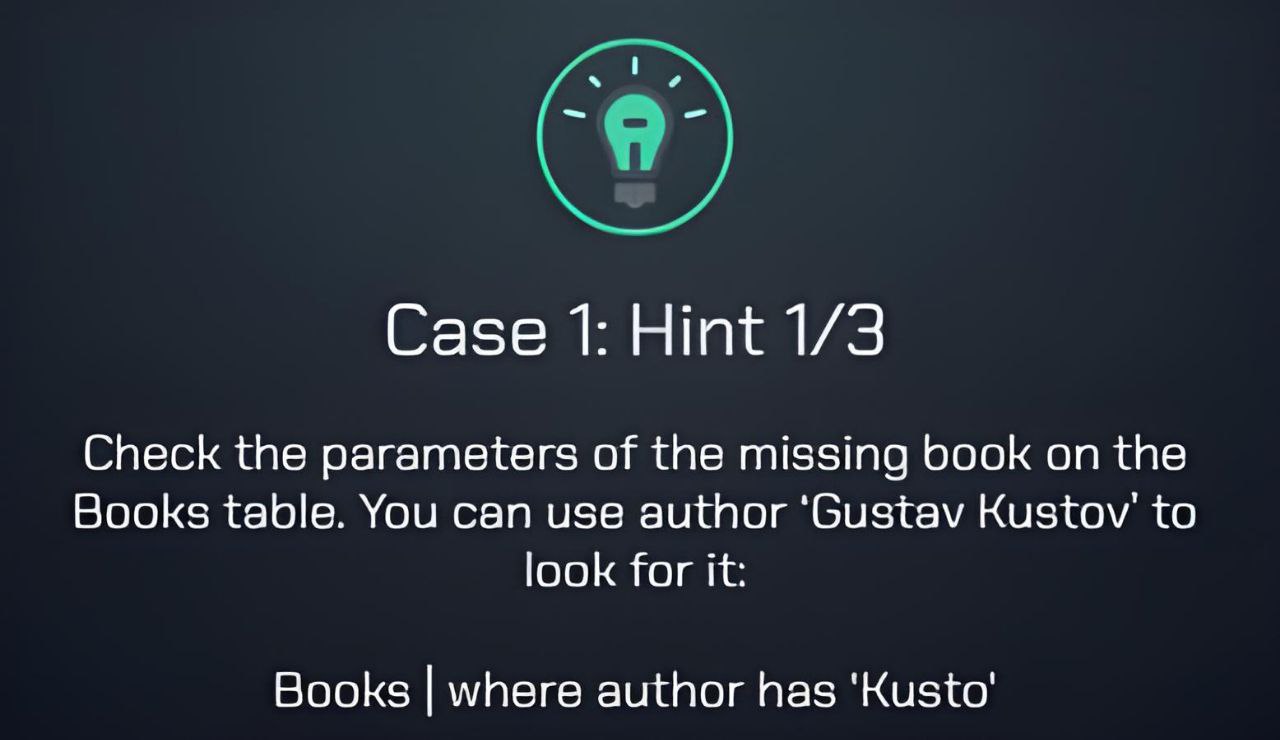 Case 1: Hint 1/3
Check the parameters of the missing book on the
Books table. You can use author ‘Gustav Kustov’ to
look for it:
Books | where author has 'Kusto'